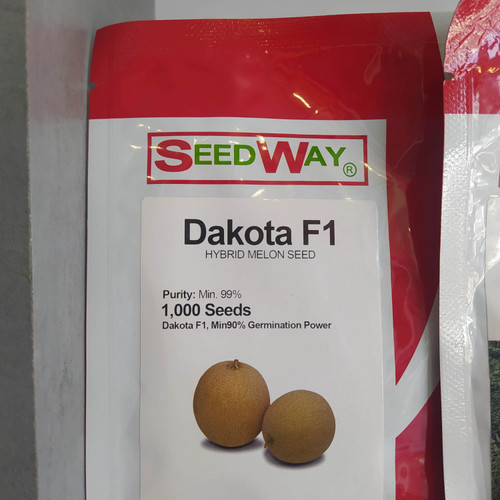 SEEDWAY®
Dakota F1
HYBRID MELON SEED
Purity: Min. 99%
1,000 Seeds
Dakota F1, Min90% Germination Power